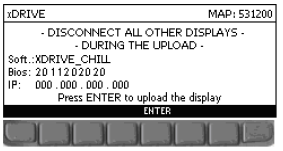 xDRIVE MAP: 531200
- DISCONNECT ALL OTHER DISPLAYS -
- DURING THE UPLOAD -
Soft.:XDRIVE_CHILL
Bios: 20 112 020 20
IP: 000 . 000 . 000 . 000
Press ENTER to upload the display
ENTER